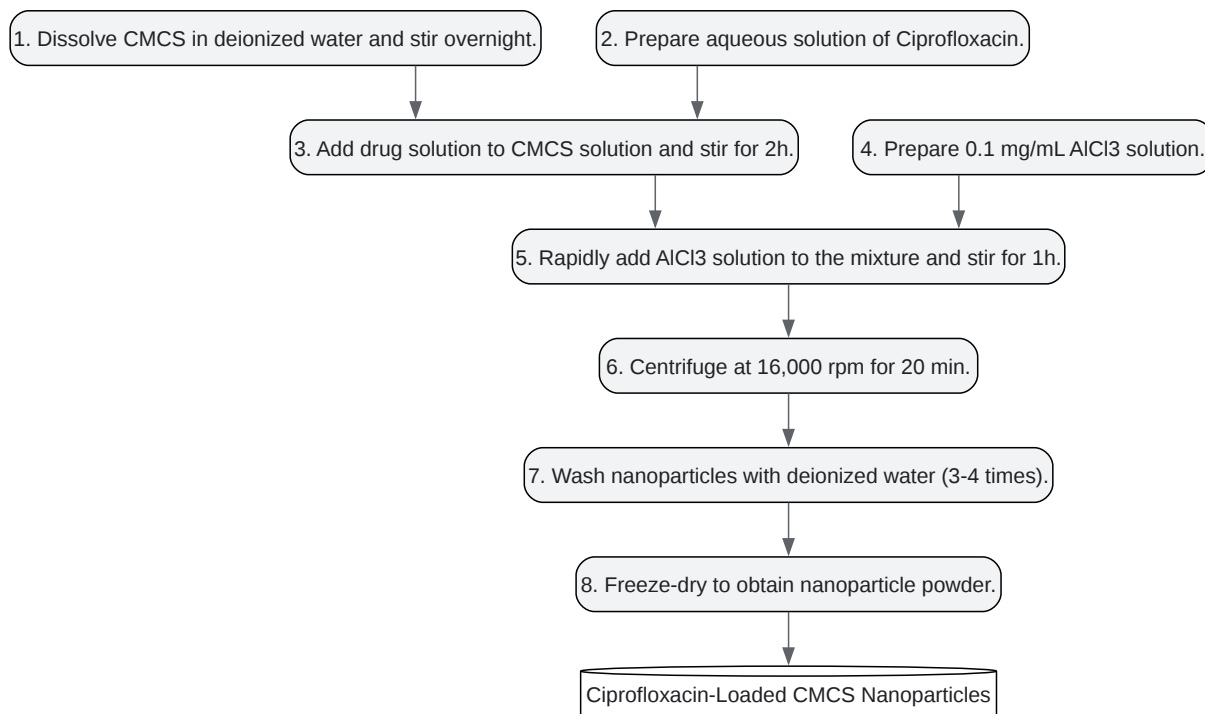 1. Dissolve CMCS in deionized water and stir overnight.
2. Prepare aqueous solution of Ciprofloxacin.
3. Add drug solution to CMCS solution and stir for 2h.
4. Prepare 0.1 mg/mL AlCl3 solution.
5. Rapidly add AlCl3 solution to the mixture and stir for 1h.
6. Centrifuge at 16,000 rpm for 20 min.
7. Wash nanoparticles with deionized water (3-4 times).
8. Freeze-dry to obtain nanoparticle powder.
Ciprofloxacin-Loaded CMCS Nanoparticles